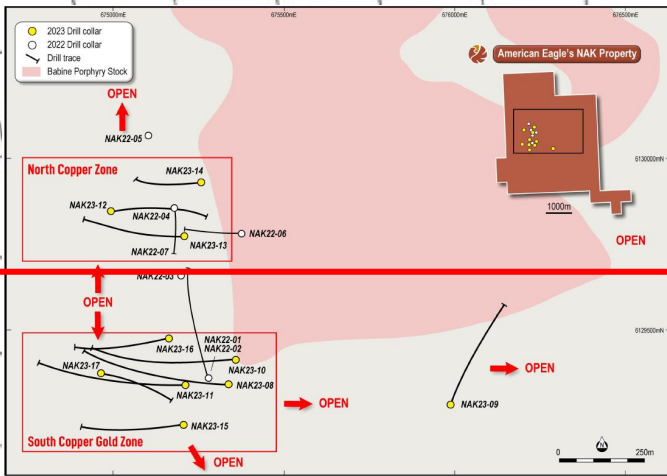 675000mE
675500mE
676000mE
676500mE
2023 Drill collar
2022 Drill collar
Drill trace
Babine Porphyry Stock
American Eagle's NAK Property
OPEN
NAK22-05
6130000mN
North Copper Zone
NAK23-14
NAK23-12
NAK22-04
NAK23-13
NAK22-06
NAK22-07
1000m
OPEN
NAK22-03
OPEN
6129500mN
NAK22-01
NAK22-02
NAK23-16
NAK23-10
NAK23-17
NAK23-08
NAK23-11
OPEN
OPEN
NAK23-09
NAK23-15
South Copper Gold Zone
OPEN
N
0
250m